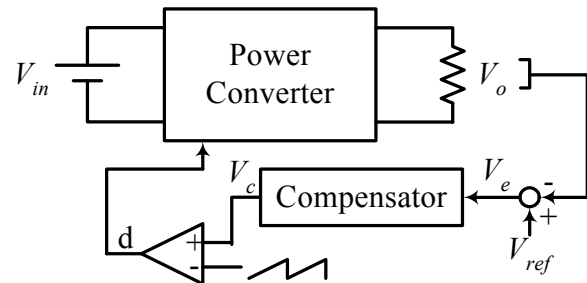 Power
Converter
V_in
V_o
-
V_c
Compensator
V_e
+
d
+
-
V_ref